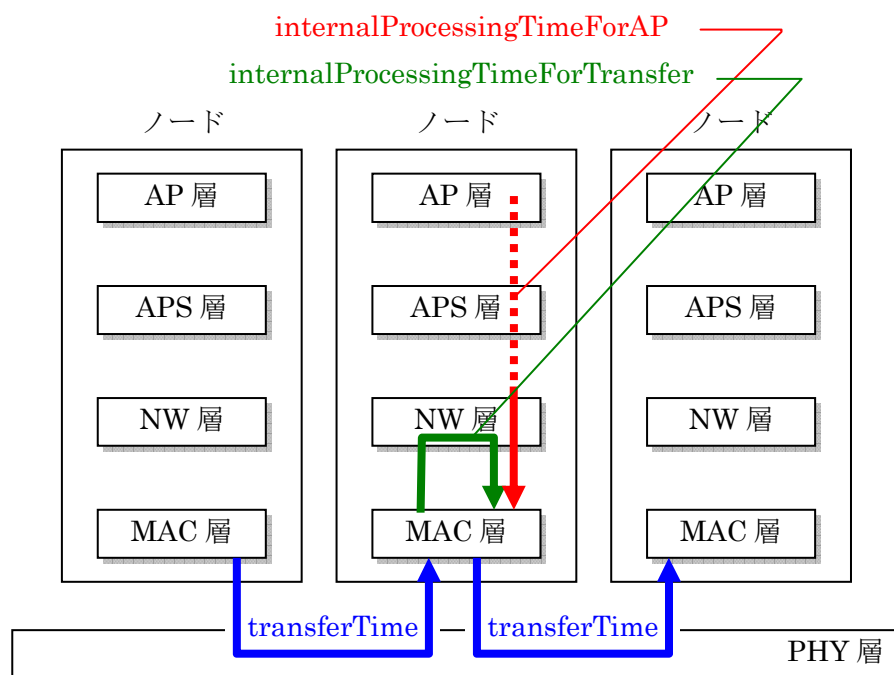 internalProcessingTimeForAP
internalProcessingTimeForTransfer
ノード ノード ノード
AP 層 AP 層 AP 層
APS 層 APS 層 APS 層
NW 層 NW 層 NW 層
MAC 層 MAC 層 MAC 層
transferTime transferTime
PHY 層